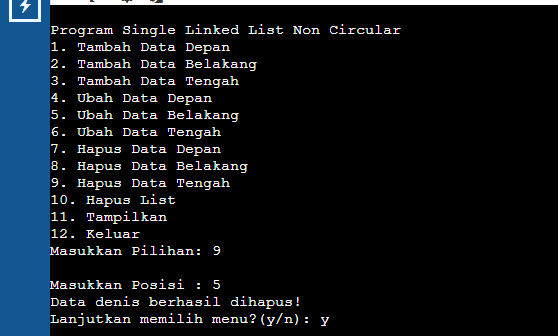 Program Single Linked List Non Circular
1. Tambah Data Depan
2. Tambah Data Belakang
3. Tambah Data Tengah
4. Ubah Data Depan
5. Ubah Data Belakang
6. Ubah Data Tengah
7. Hapus Data Depan
8. Hapus Data Belakang
9. Hapus Data Tengah
10. Hapus List
11. Tampilkan
12. Keluar
Masukkan Pilihan: 9
Masukkan Posisi : 5
Data denis berhasil dihapus!
Lanjutkan memilih menu?(y/n): y